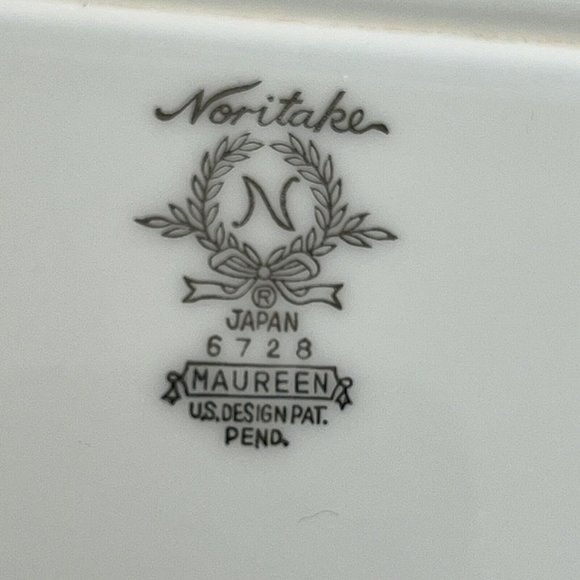 Noritake
N
®
JAPAN
6728
MAUREEN
U.S. DESIGN PAT.
PEND.